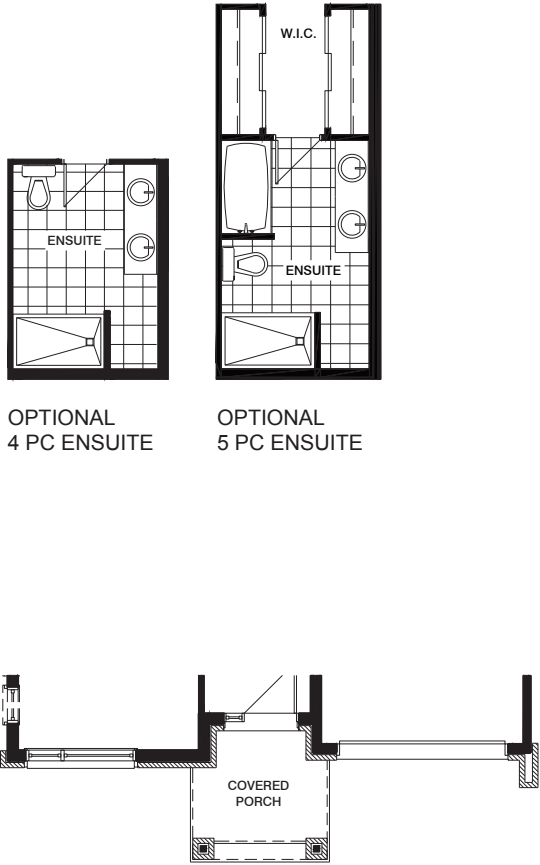 W.I.C.
ENSUITE
ENSUITE
OPTIONAL
4 PC ENSUITE
OPTIONAL
5 PC ENSUITE
COVERED
PORCH